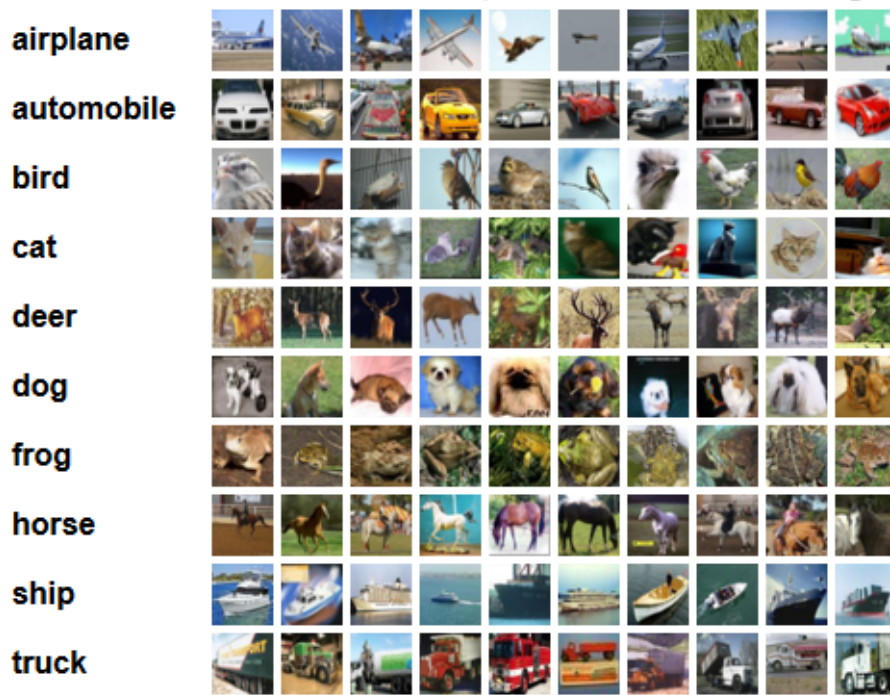 airplane
automobile
bird
cat
deer
dog
frog
horse
ship
truck